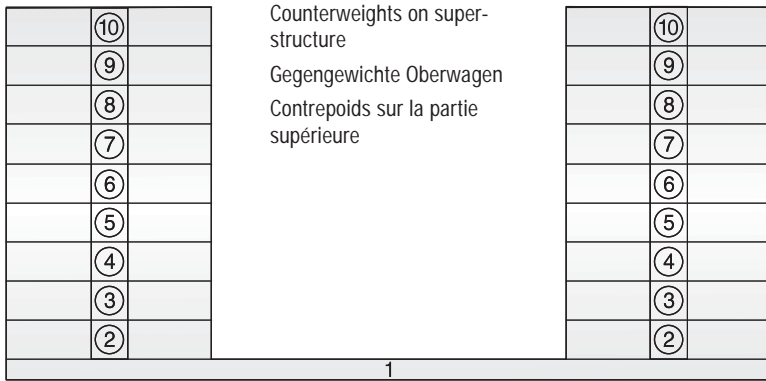 Counterweights on super-
structure
Gegengewichte Oberwagen
Contrepoids sur la partie
supérieure
10 10
9 9
8 8
7 7
6 6
5 5
4 4
3 3
2 2
1